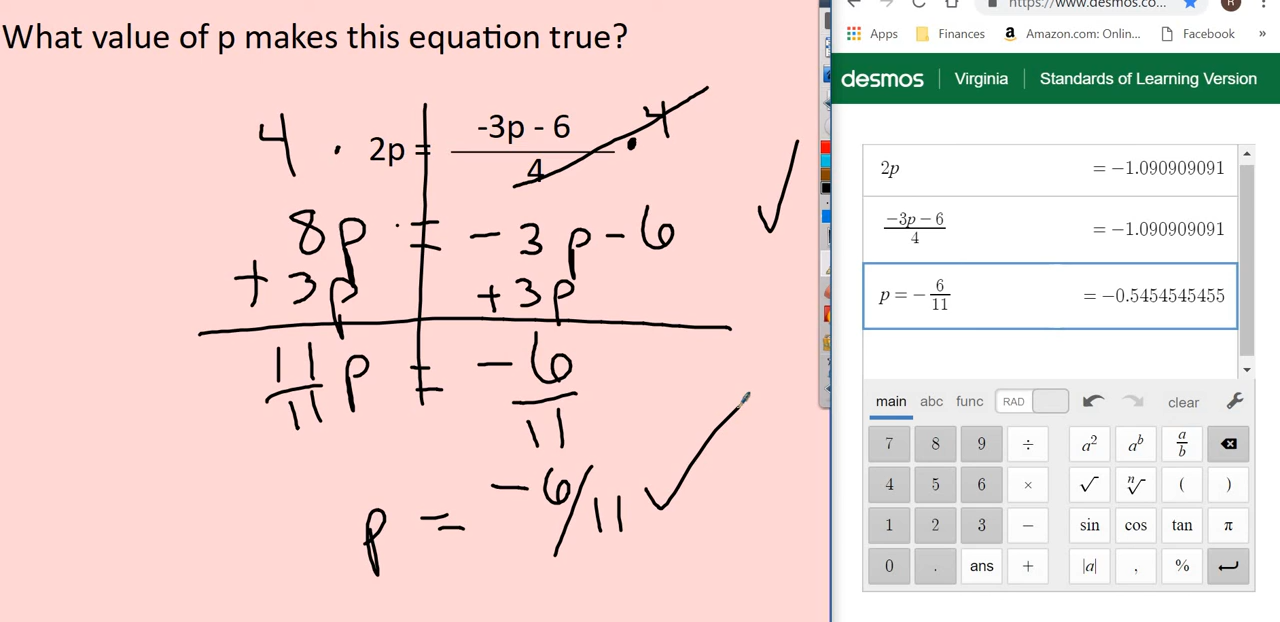 What value of p makes this equation true?
4 · 2p = -3p - 6 / 4 · 4
8p = - 3p - 6
+ 3p + 3p
11p / 11 = - 6 / 11
p = - 6/11
https://www.desmos.co...
R
Apps Finances Amazon.com: Onlin... Facebook »
desmos Virginia Standards of Learning Version
2p = −1.090909091
−3p − 6 / 4 = −1.090909091
p = − 6/11 = −0.5454545455
main abc func RAD clear
7 8 9 ÷ a² aᵇ a/b
4 5 6 × √ ⁿ√ ( )
1 2 3 − sin cos tan π
0 . ans + |a| , %